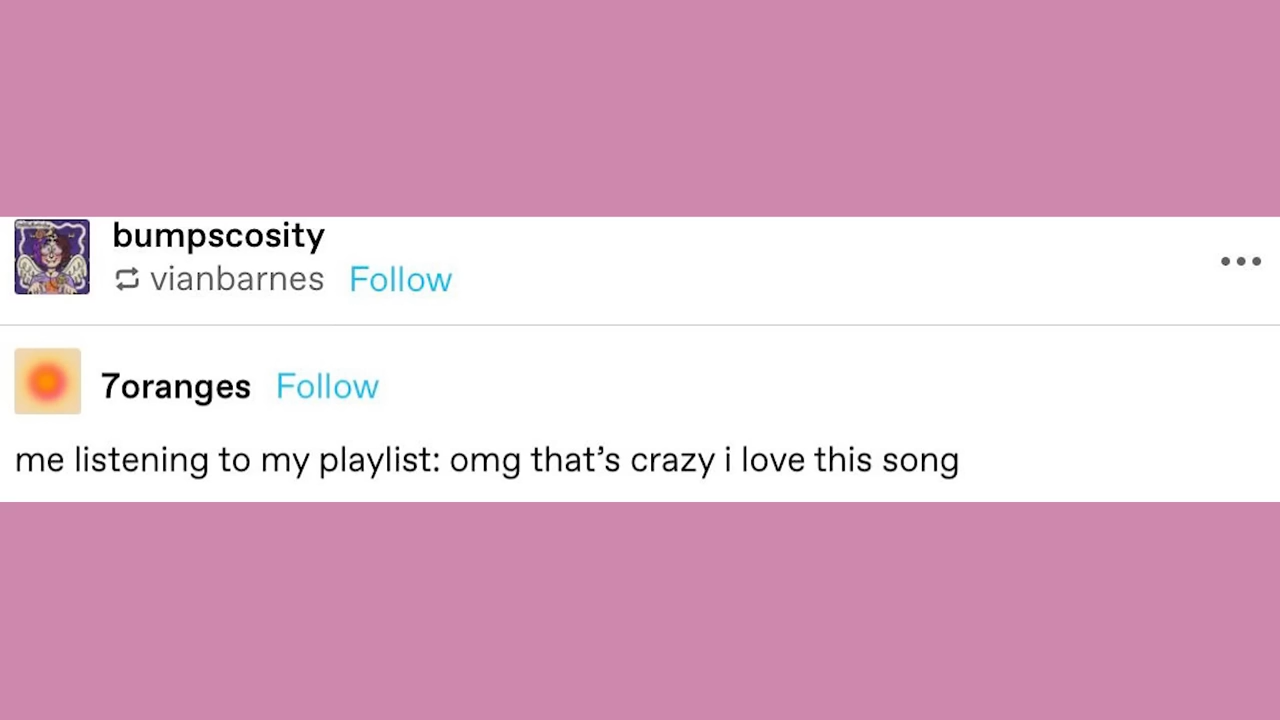 bumpscosity
vianbarnes Follow
7oranges Follow
me listening to my playlist: omg that’s crazy i love this song